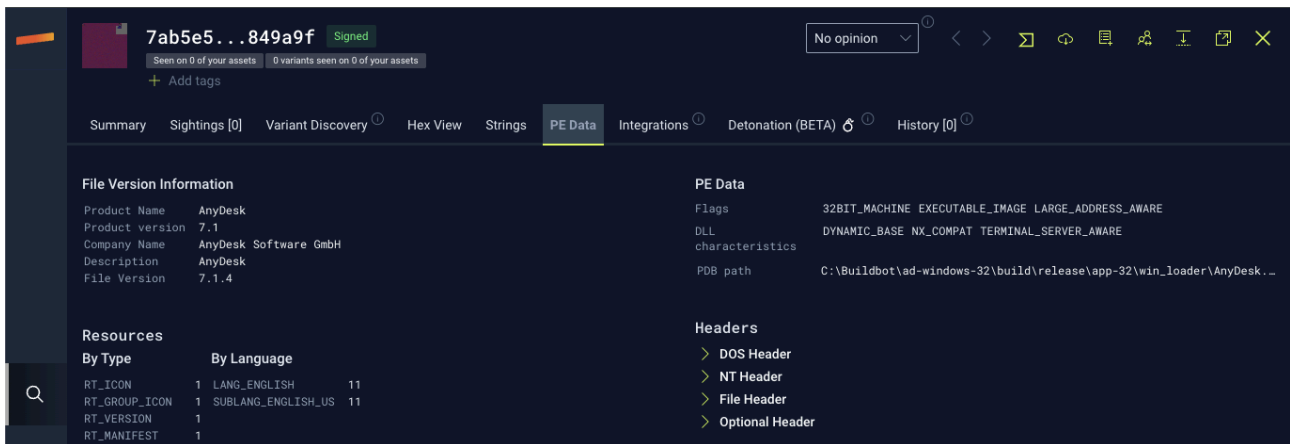 7ab5e5...849a9f Signed
No opinion
Seen on 0 of your assets 0 variants seen on 0 of your assets
+ Add tags
Summary Sightings [0] Variant Discovery Hex View Strings PE Data Integrations Detonation (BETA) History [0]
File Version Information
Product Name AnyDesk
Product version 7.1
Company Name AnyDesk Software GmbH
Description AnyDesk
File Version 7.1.4
PE Data
Flags 32BIT_MACHINE EXECUTABLE_IMAGE LARGE_ADDRESS_AWARE
DLL characteristics DYNAMIC_BASE NX_COMPAT TERMINAL_SERVER_AWARE
PDB path C:\Buildbot\ad-windows-32\build\release\app-32\win_loader\AnyDesk.…
Resources
By Type By Language
RT_ICON 1 LANG_ENGLISH 11
RT_GROUP_ICON 1 SUBLANG_ENGLISH_US 11
RT_VERSION 1
RT_MANIFEST 1
Headers
DOS Header
NT Header
File Header
Optional Header